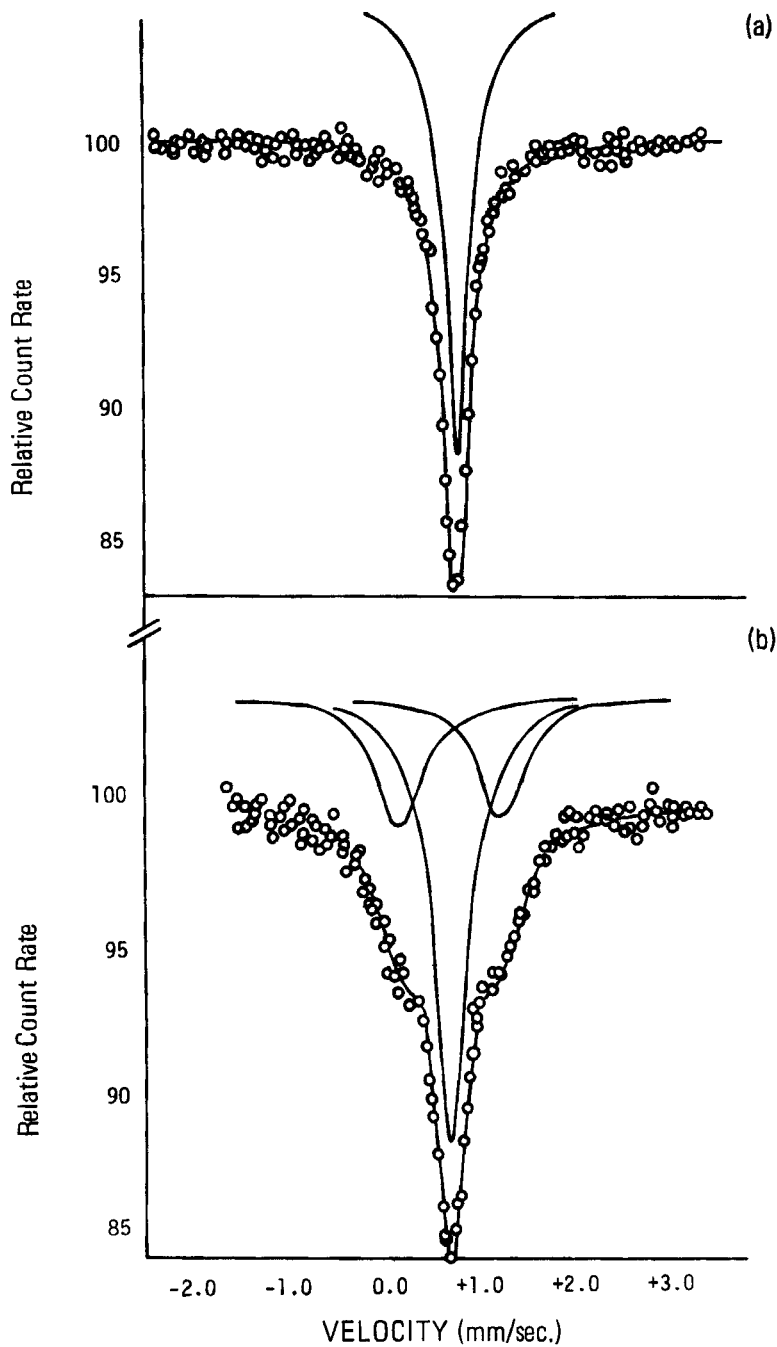 (a)
100
95
90
85
Relative Count Rate
(b)
100
95
90
85
Relative Count Rate
-2.0 -1.0 0.0 +1.0 +2.0 +3.0
VELOCITY (mm/sec.)